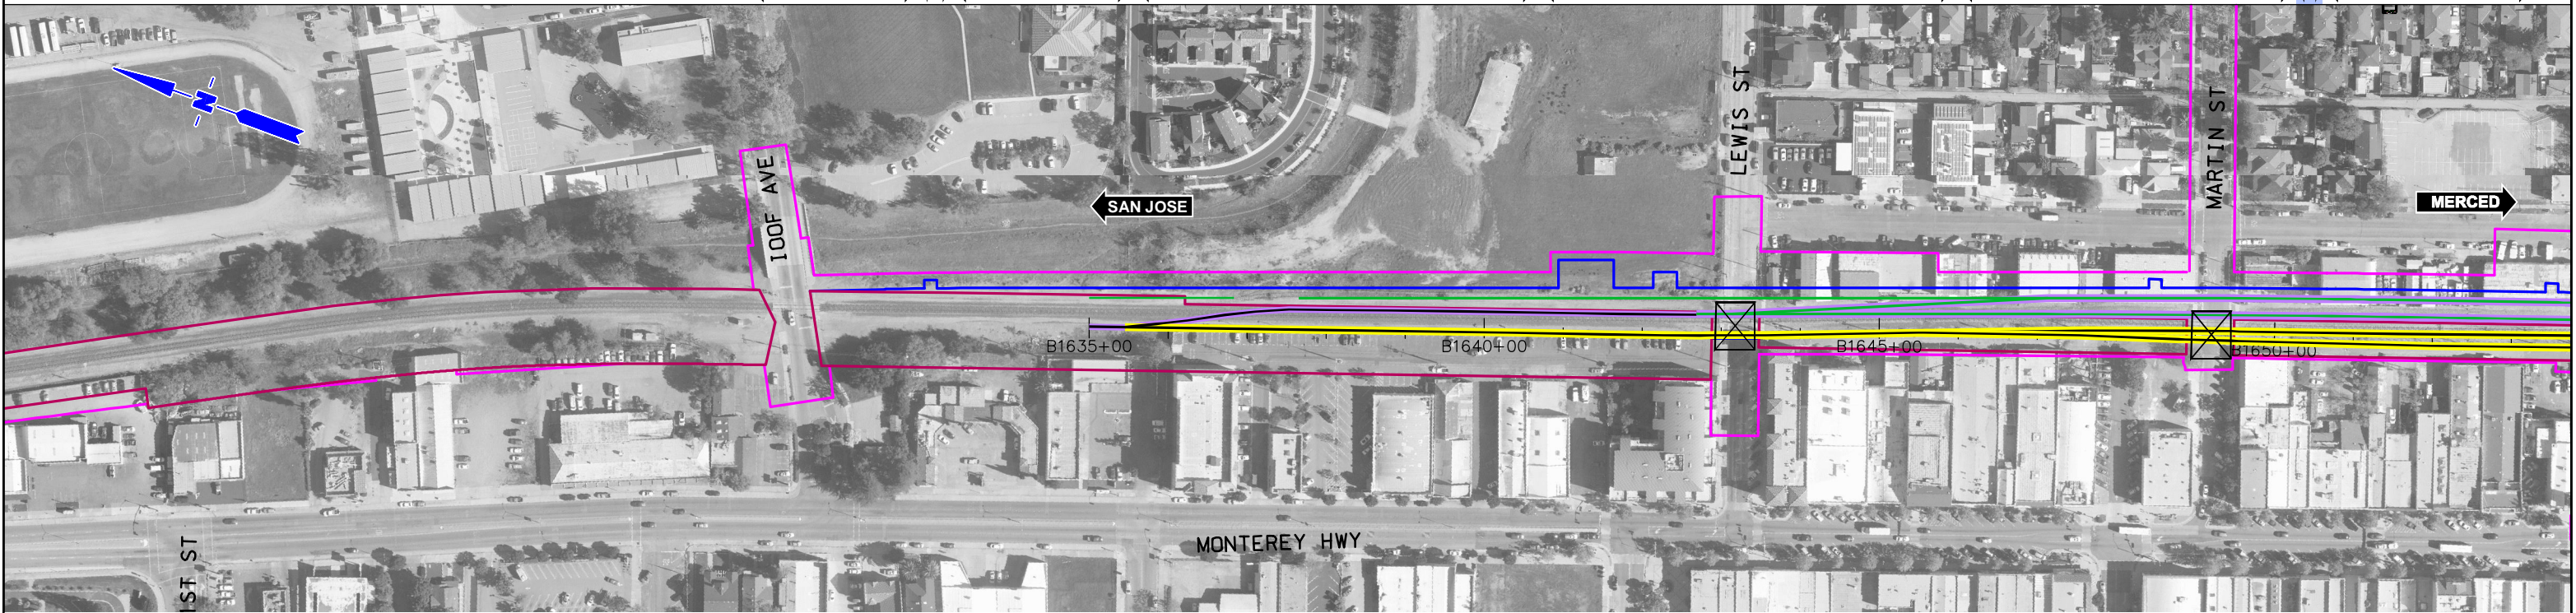 N
LEWIS ST
MARTIN ST
IOOF AVE
SAN JOSE
MERCED
B1635+00
B1640+00
B1645+00
B1650+00
MONTEREY HWY
IST ST